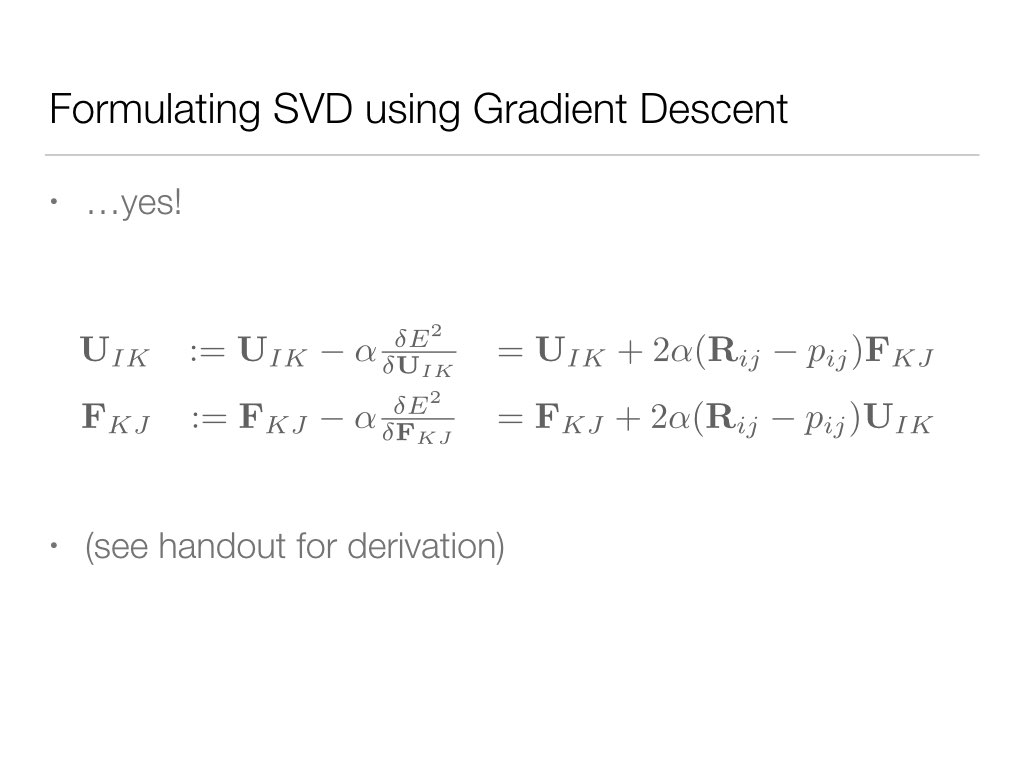 Formulating SVD using Gradient Descent
• …yes!
$\mathbf{U}_{IK} := \mathbf{U}_{IK} - \alpha \frac{\delta E^2}{\delta \mathbf{U}_{IK}} = \mathbf{U}_{IK} + 2\alpha(\mathbf{R}_{ij} - p_{ij})\mathbf{F}_{KJ}$
$\mathbf{F}_{KJ} := \mathbf{F}_{KJ} - \alpha \frac{\delta E^2}{\delta \mathbf{F}_{KJ}} = \mathbf{F}_{KJ} + 2\alpha(\mathbf{R}_{ij} - p_{ij})\mathbf{U}_{IK}$
• (see handout for derivation)